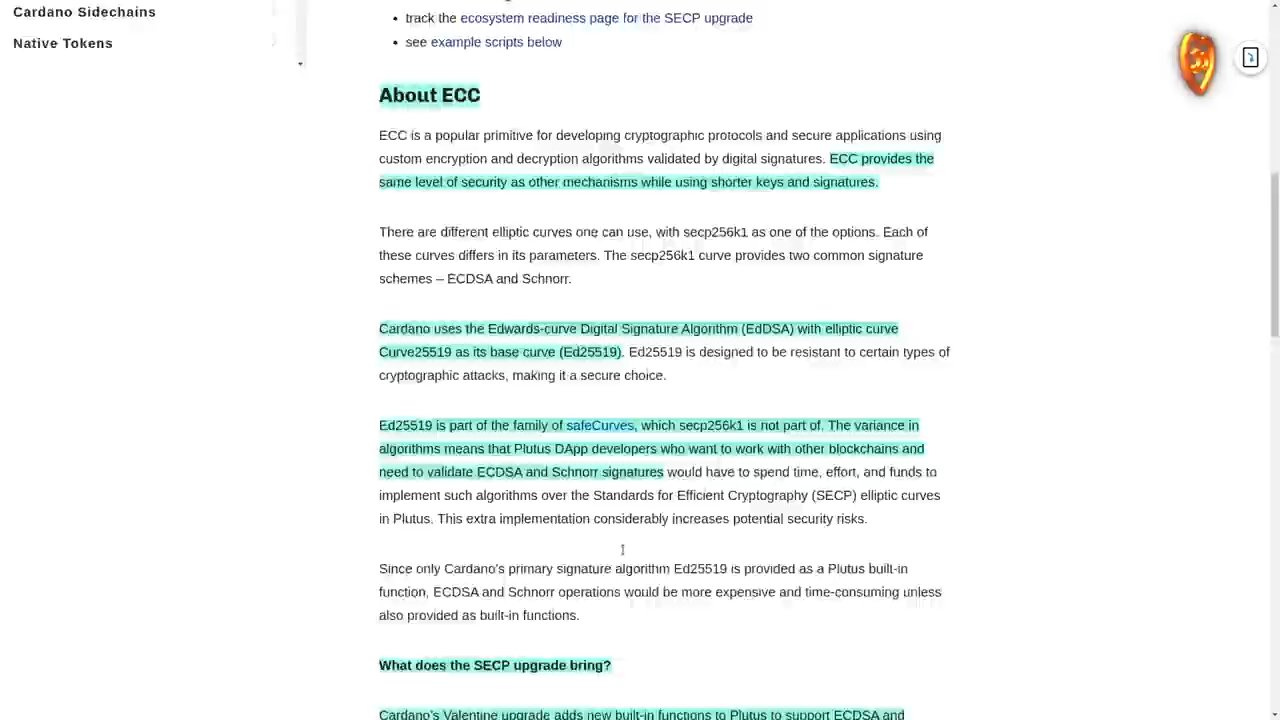 Cardano Sidechains
Native Tokens
• track the ecosystem readiness page for the SECP upgrade
• see example scripts below
About ECC
ECC is a popular primitive for developing cryptographic protocols and secure applications using
custom encryption and decryption algorithms validated by digital signatures. ECC provides the
same level of security as other mechanisms while using shorter keys and signatures.
There are different elliptic curves one can use, with secp256k1 as one of the options. Each of
these curves differs in its parameters. The secp256k1 curve provides two common signature
schemes – ECDSA and Schnorr.
Cardano uses the Edwards-curve Digital Signature Algorithm (EdDSA) with elliptic curve
Curve25519 as its base curve (Ed25519). Ed25519 is designed to be resistant to certain types of
cryptographic attacks, making it a secure choice.
Ed25519 is part of the family of safeCurves, which secp256k1 is not part of. The variance in
algorithms means that Plutus DApp developers who want to work with other blockchains and
need to validate ECDSA and Schnorr signatures would have to spend time, effort, and funds to
implement such algorithms over the Standards for Efficient Cryptography (SECP) elliptic curves
in Plutus. This extra implementation considerably increases potential security risks.
Since only Cardano's primary signature algorithm Ed25519 is provided as a Plutus built-in
function, ECDSA and Schnorr operations would be more expensive and time-consuming unless
also provided as built-in functions.
What does the SECP upgrade bring?
Cardano's Valentine upgrade adds new built-in functions to Plutus to support ECDSA and